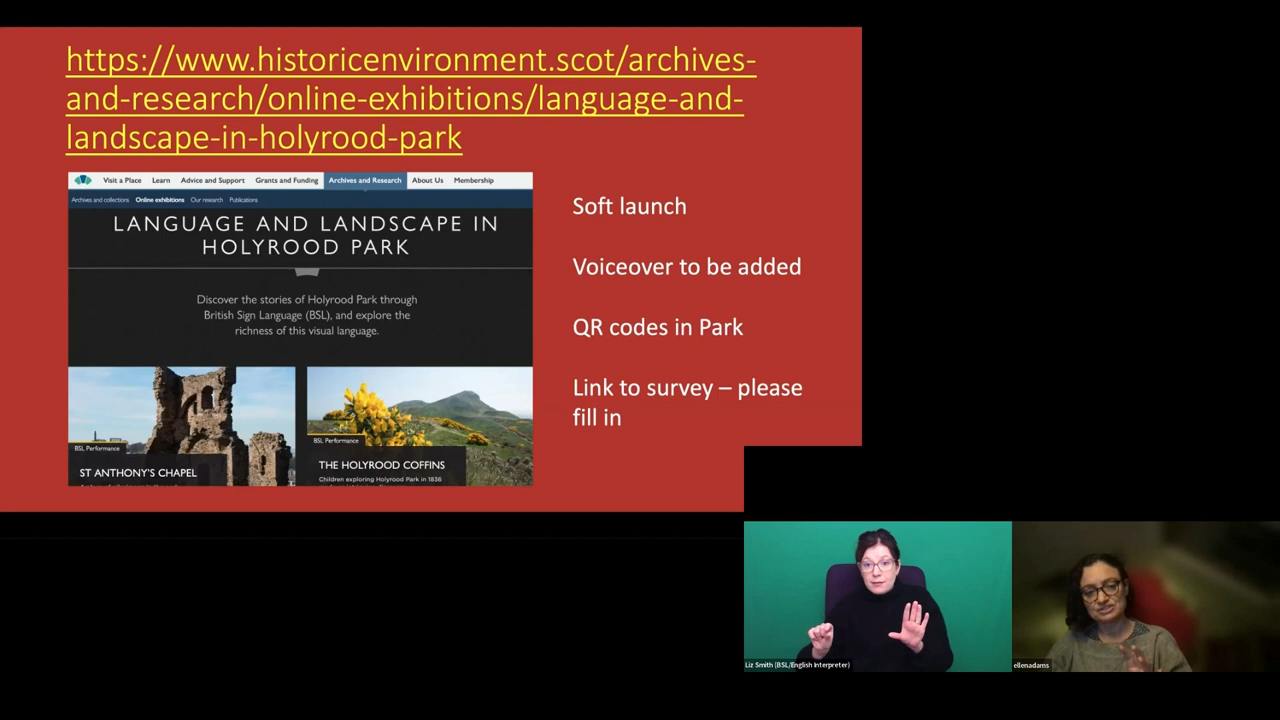 https://www.historicenvironment.scot/archives-
and-research/online-exhibitions/language-and-
landscape-in-holyrood-park
Visit a Place Learn Advice and Support Grants and Funding Archives and Research About Us Membership
Archives and collections Online exhibitions Our research Publications
LANGUAGE AND LANDSCAPE IN
HOLYROOD PARK
Discover the stories of Holyrood Park through
British Sign Language (BSL), and explore the
richness of this visual language.
BSL Performance
ST ANTHONY'S CHAPEL
BSL Performance
THE HOLYROOD COFFINS
Children exploring Holyrood Park in 1836
Soft launch
Voiceover to be added
QR codes in Park
Link to survey – please
fill in
Liz Smith (BSL/English Interpreter)
ellenadams